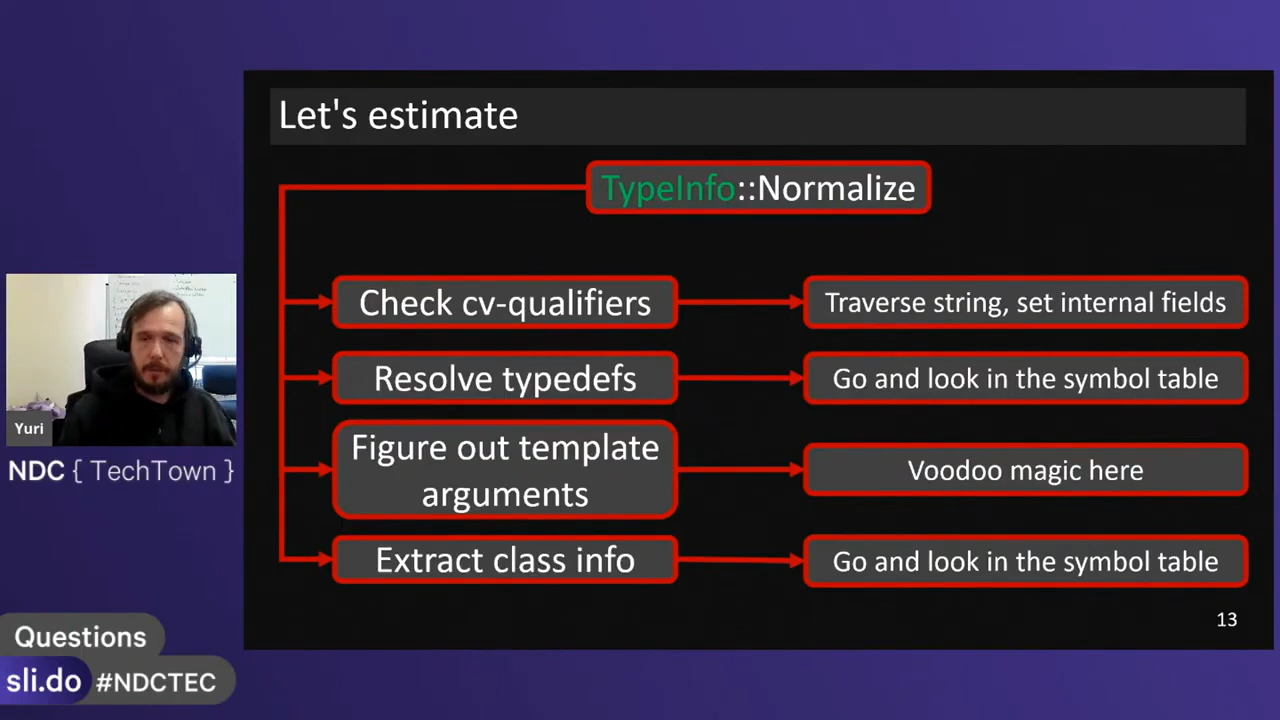 Let's estimate
TypeInfo::Normalize
Check cv-qualifiers
Traverse string, set internal fields
Resolve typedefs
Go and look in the symbol table
Figure out template
arguments
Voodoo magic here
Extract class info
Go and look in the symbol table
13
Yuri
NDC { TechTown }
Questions
sli.do #NDCTEC